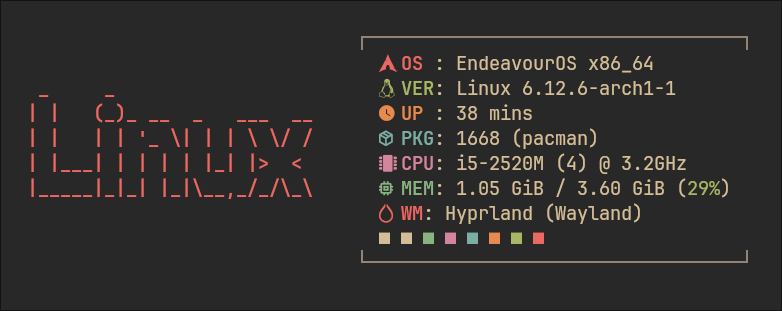 Linux
OS : EndeavourOS x86_64
VER: Linux 6.12.6-arch1-1
UP : 38 mins
PKG: 1668 (pacman)
CPU: i5-2520M (4) @ 3.2GHz
MEM: 1.05 GiB / 3.60 GiB (29%)
WM: Hyprland (Wayland)